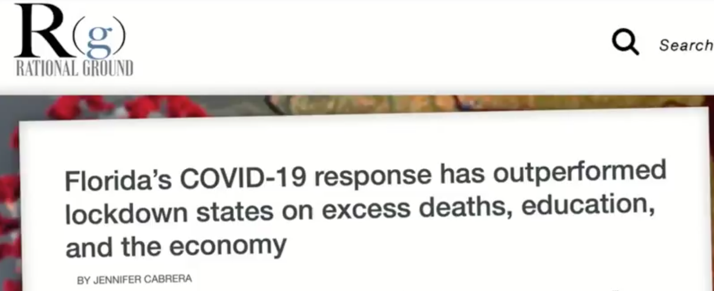 R(g)
RATIONAL GROUND
Search
Florida's COVID-19 response has outperformed
lockdown states on excess deaths, education,
and the economy
BY JENNIFER CABRERA